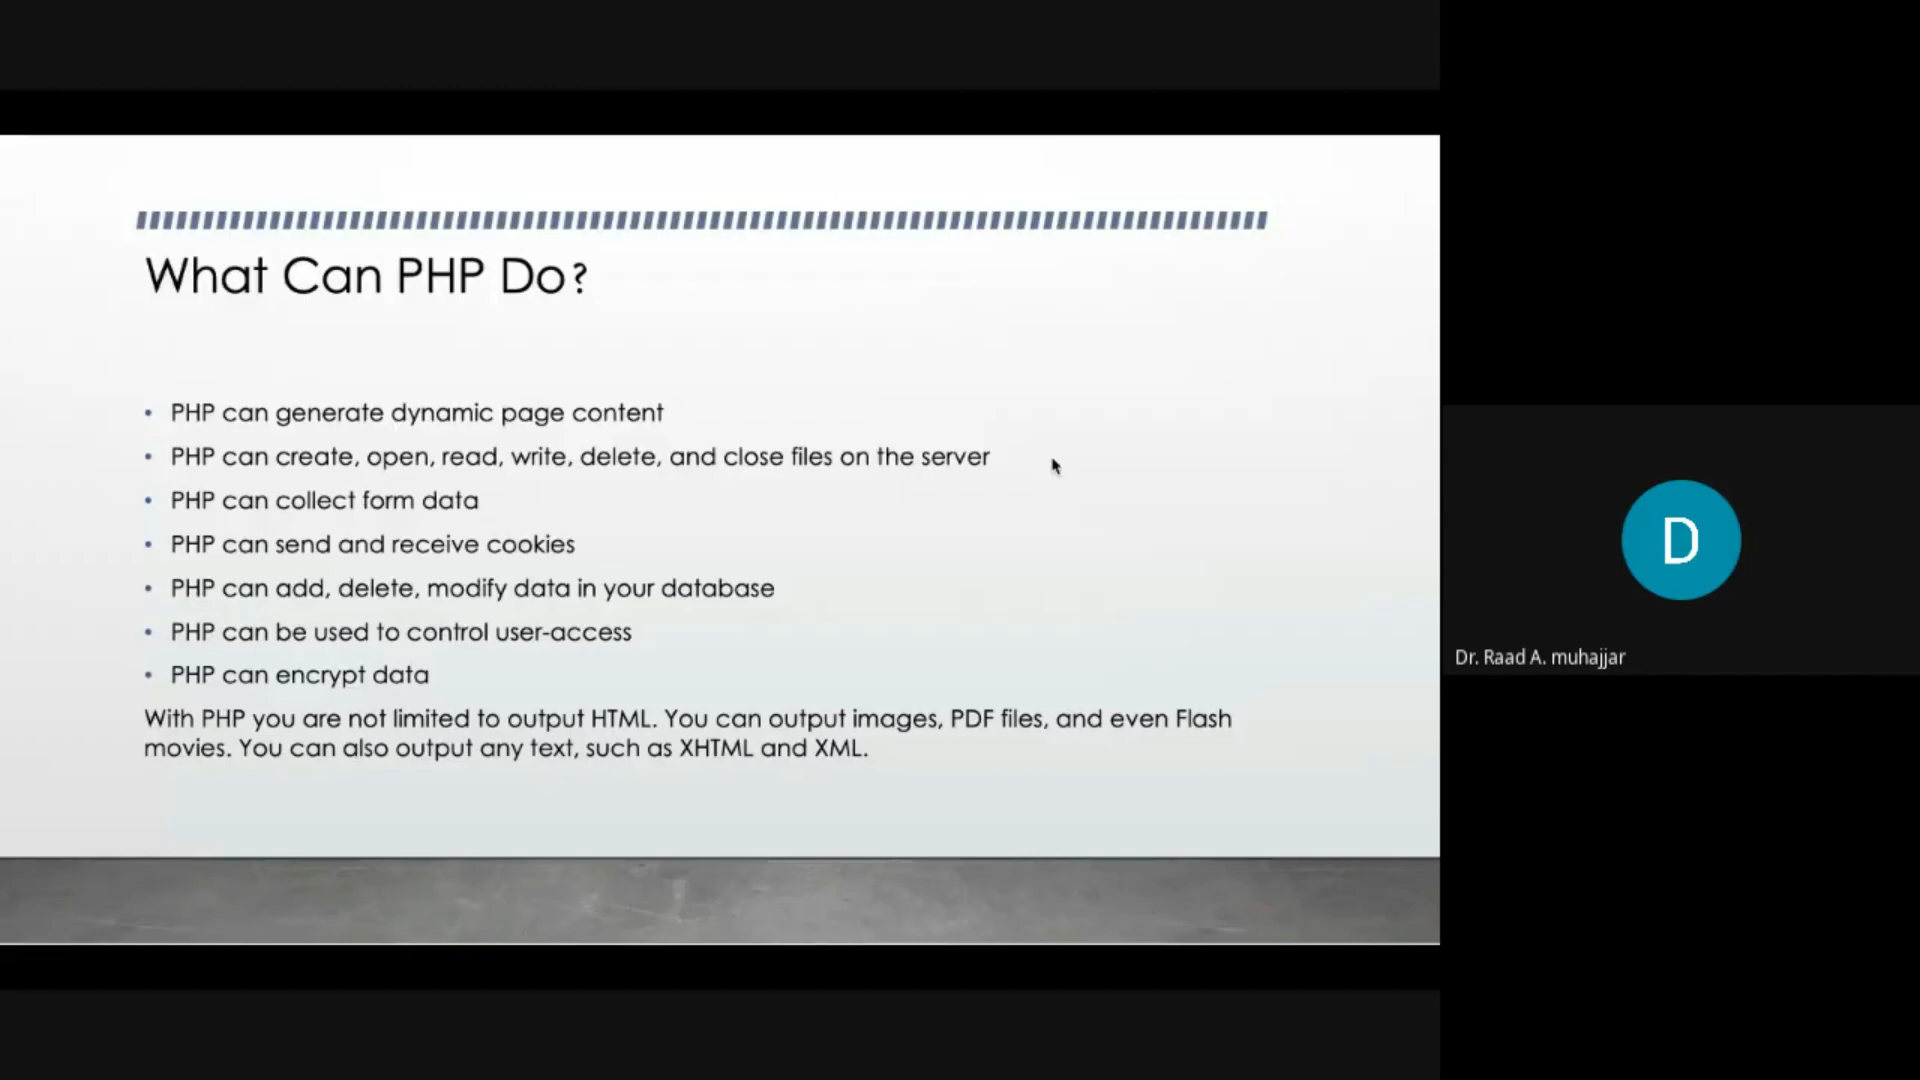 What Can PHP Do?
• PHP can generate dynamic page content
• PHP can create, open, read, write, delete, and close files on the server
• PHP can collect form data
• PHP can send and receive cookies
• PHP can add, delete, modify data in your database
• PHP can be used to control user-access
• PHP can encrypt data
With PHP you are not limited to output HTML. You can output images, PDF files, and even Flash
movies. You can also output any text, such as XHTML and XML.
D
Dr. Raad A. muhajjar